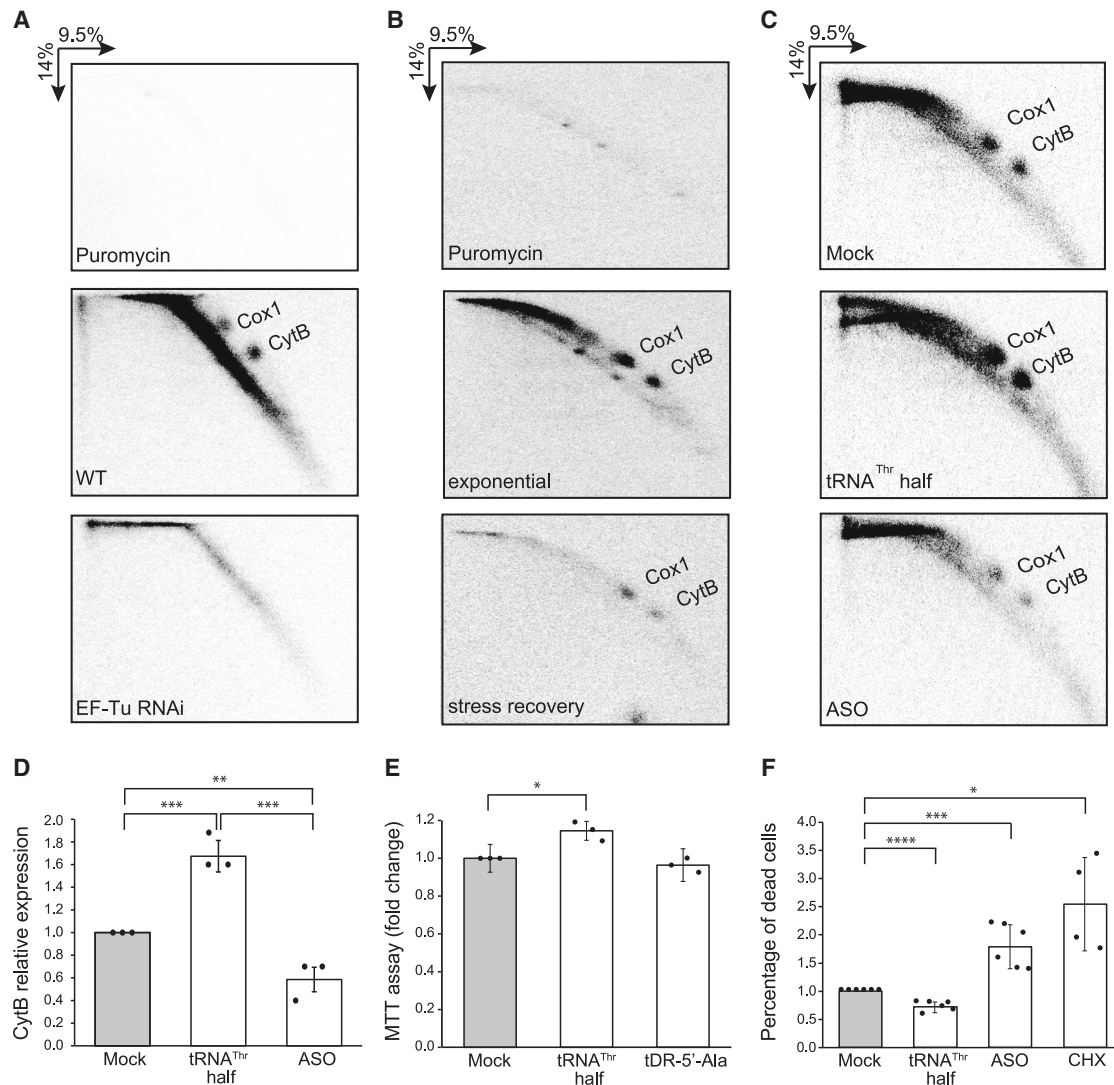 A
B
C
9.5%
14%
9.5%
14%
9.5%
14%
Puromycin
Puromycin
Cox1
CytB
Mock
Cox1
CytB
WT
Cox1
CytB
exponential
Cox1
CytB
tRNAᵀʰʳ half
EF-Tu RNAi
Cox1
CytB
stress recovery
Cox1
CytB
ASO
D
CytB relative expression
2.0
1.8
1.6
1.4
1.2
1.0
0.8
0.6
0.4
0.2
0.0
**
***
***
Mock
tRNAᵀʰʳ
half
ASO
E
MTT assay (fold change)
1.2
1.0
0.8
0.6
0.4
0.2
0.0
*
Mock
tRNAᵀʰʳ
half
tDR-5'-Ala
F
Percentage of dead cells
4.0
3.5
3.0
2.5
2.0
1.5
1.0
0.5
0.0
*
***
****
Mock
tRNAᵀʰʳ
half
ASO
CHX